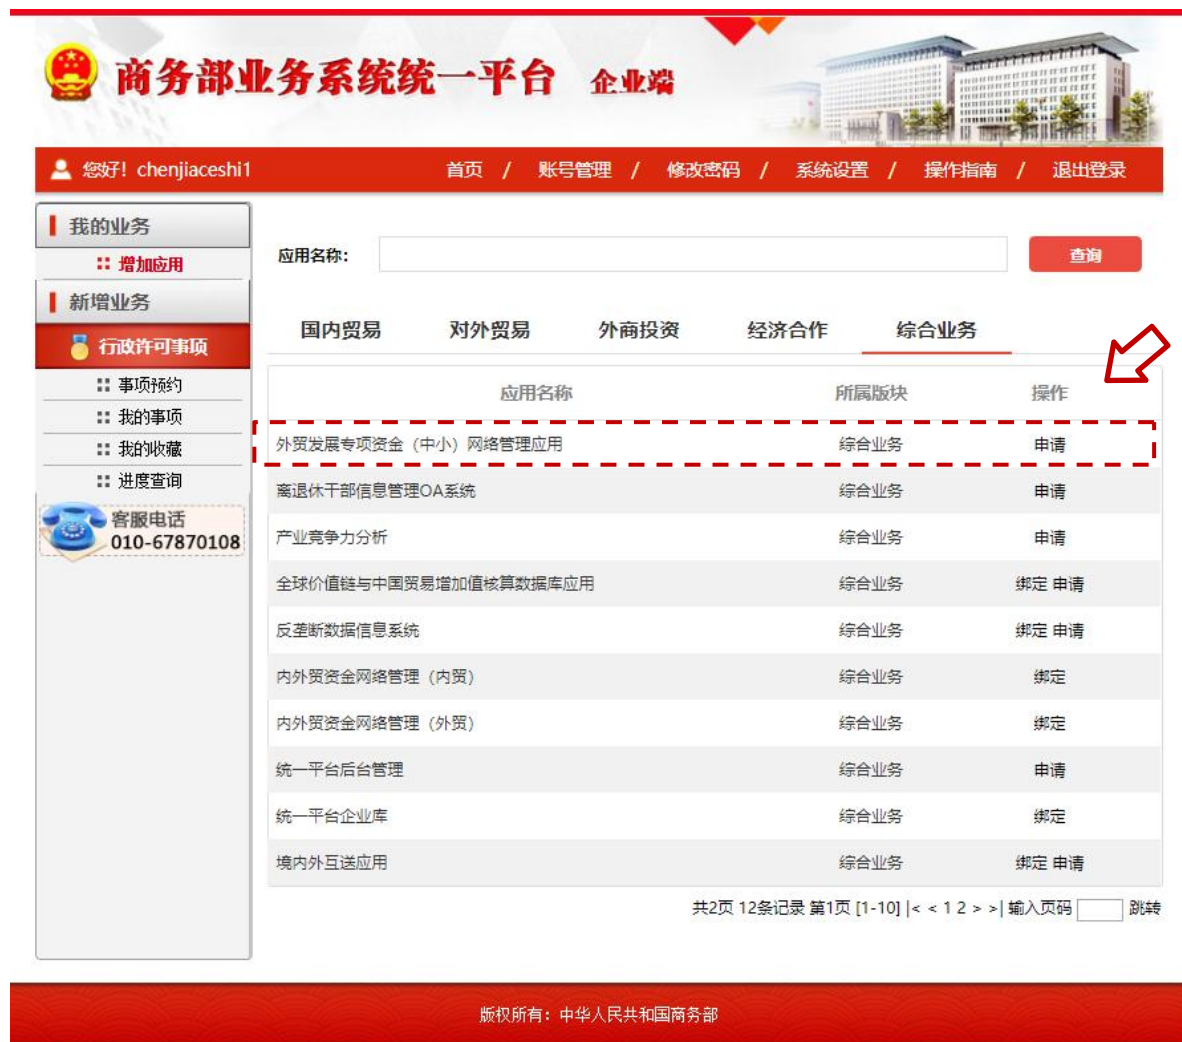 商务部业务系统统一平台 企业端
您好! chenjiaceshi1
首页 / 账号管理 / 修改密码 / 系统设置 / 操作指南 / 退出登录
我的业务
增加应用
新增业务
行政许可事项
事项预约
我的事项
我的收藏
进度查询
客服电话
010-67870108
应用名称： 查询
国内贸易 对外贸易 外商投资 经济合作 综合业务
应用名称 所属版块 操作
外贸发展专项资金（中小）网络管理应用 综合业务 申请
离退休干部信息管理OA系统 综合业务 申请
产业竞争力分析 综合业务 申请
全球价值链与中国贸易增加值核算数据库应用 综合业务 绑定 申请
反垄断数据信息系统 综合业务 绑定 申请
内外贸资金网络管理（内贸） 综合业务 绑定
内外贸资金网络管理（外贸） 综合业务 绑定
统一平台后台管理 综合业务 申请
统一平台企业库 综合业务 绑定
境内外互送应用 综合业务 绑定 申请
共2页 12条记录 第1页 [1-10] |< < 1 2 > >| 输入页码 跳转
版权所有：中华人民共和国商务部